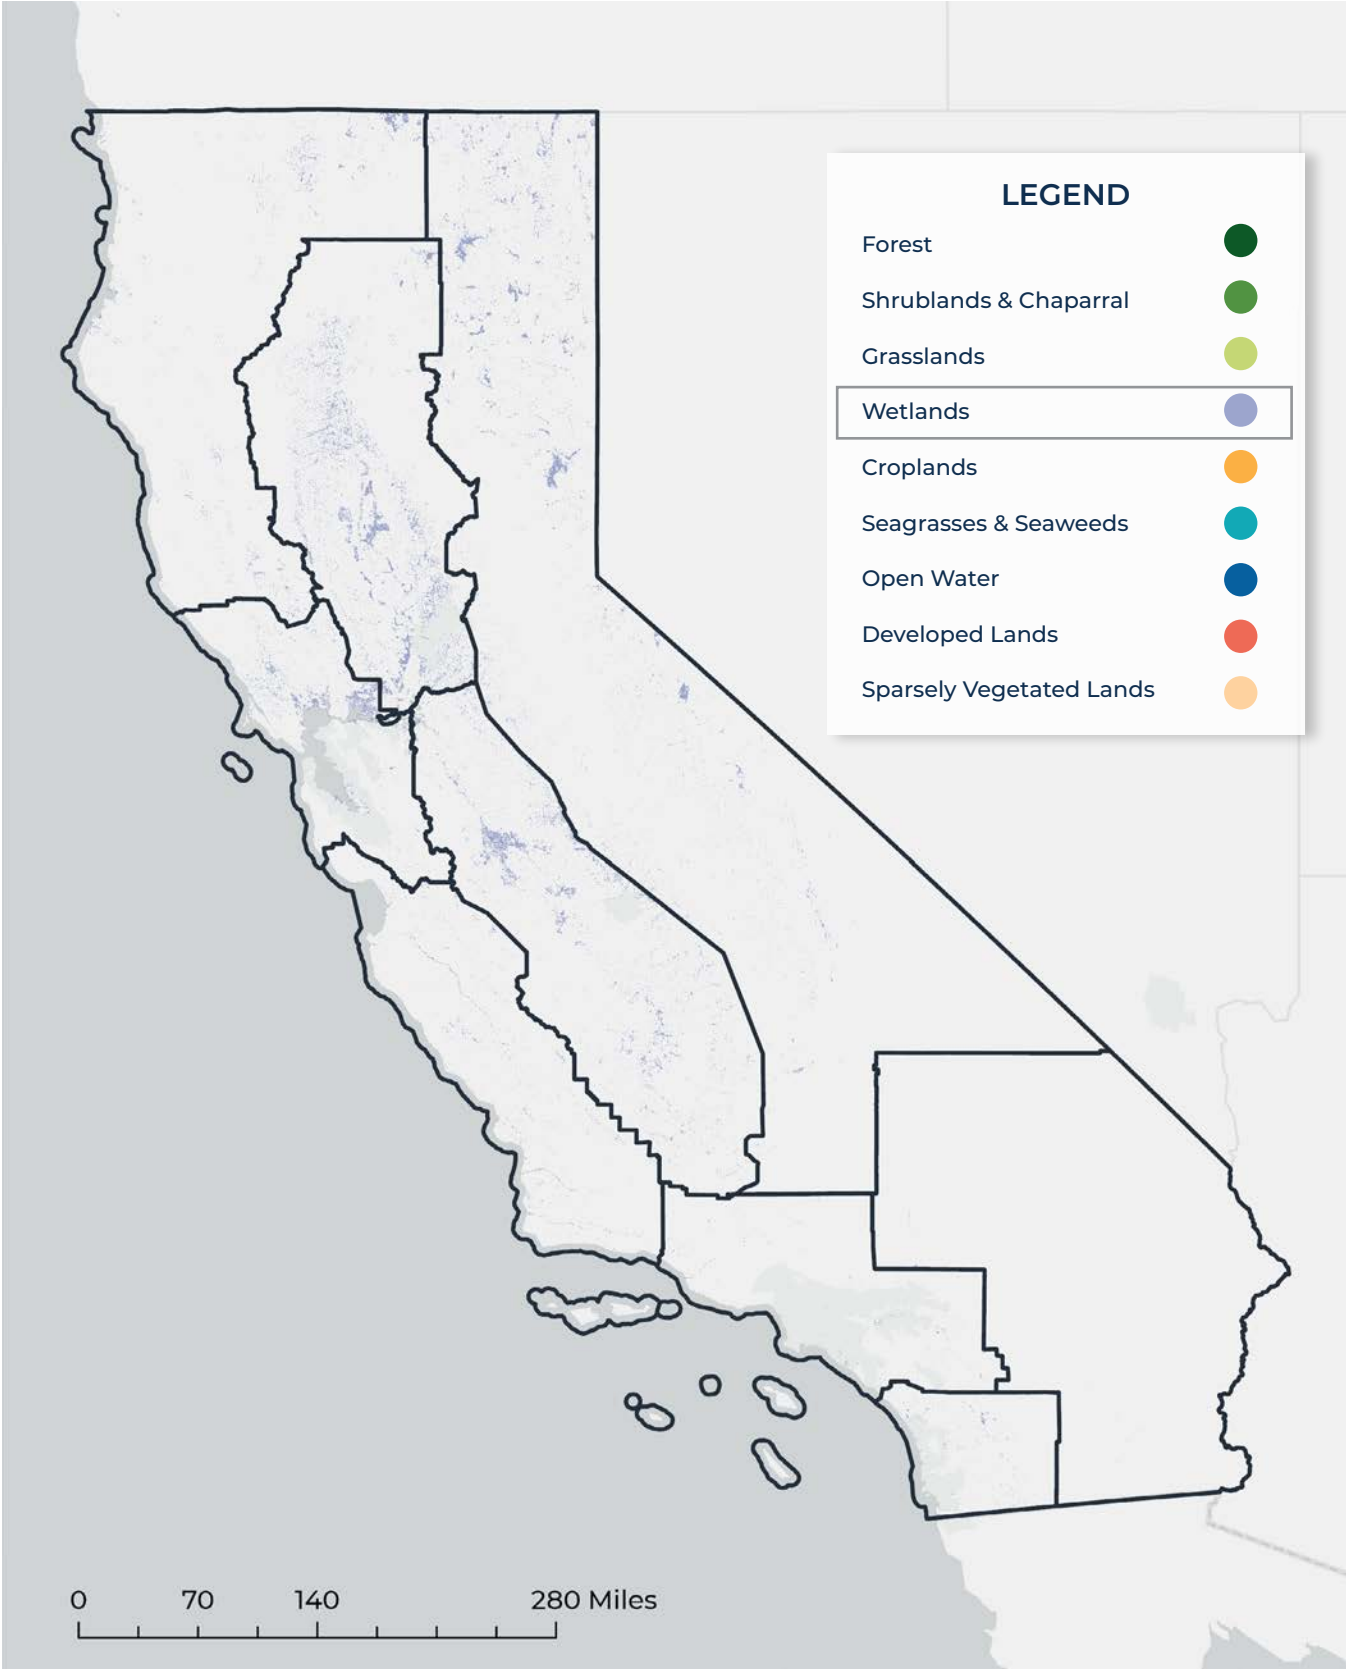 LEGEND
Forest
Shrublands & Chaparral
Grasslands
Wetlands
Croplands
Seagrasses & Seaweeds
Open Water
Developed Lands
Sparsely Vegetated Lands
0 70 140 280 Miles